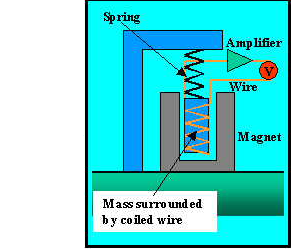 Spring
Amplifier
V
Wire
Magnet
Mass surrounded
by coiled wire